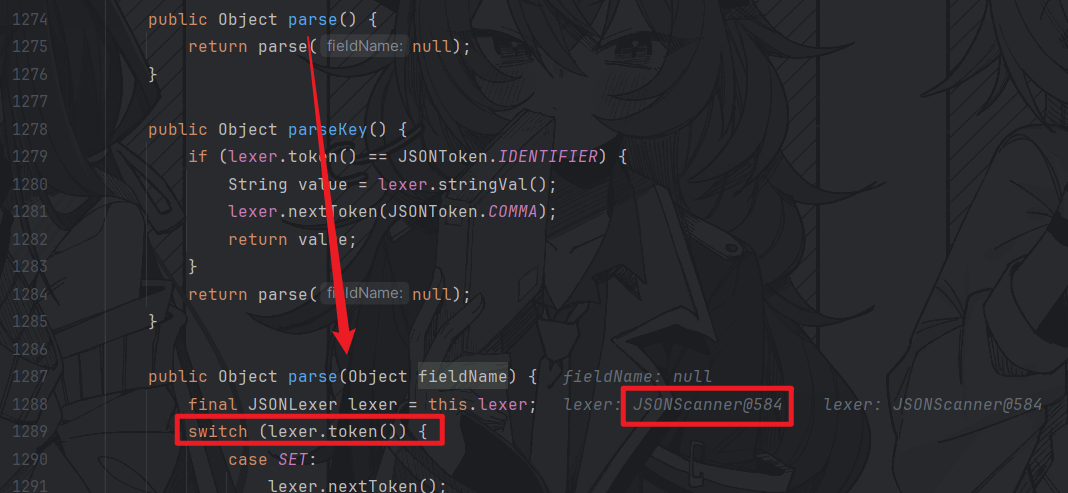 1274 public Object parse() {
1275 return parse( fieldName: null);
1276 }
1277
1278 public Object parseKey() {
1279 if (lexer.token() == JSONToken.IDENTIFIER) {
1280 String value = lexer.stringVal();
1281 lexer.nextToken(JSONToken.COMMA);
1282 return value;
1283 }
1284 return parse( fieldName: null);
1285 }
1286
1287 public Object parse(Object fieldName) { fieldName: null
1288 final JSONLexer lexer = this.lexer; lexer: JSONScanner@584 lexer: JSONScanner@584
1289 switch (lexer.token()) {
1290 case SET:
lexer.nextToken();